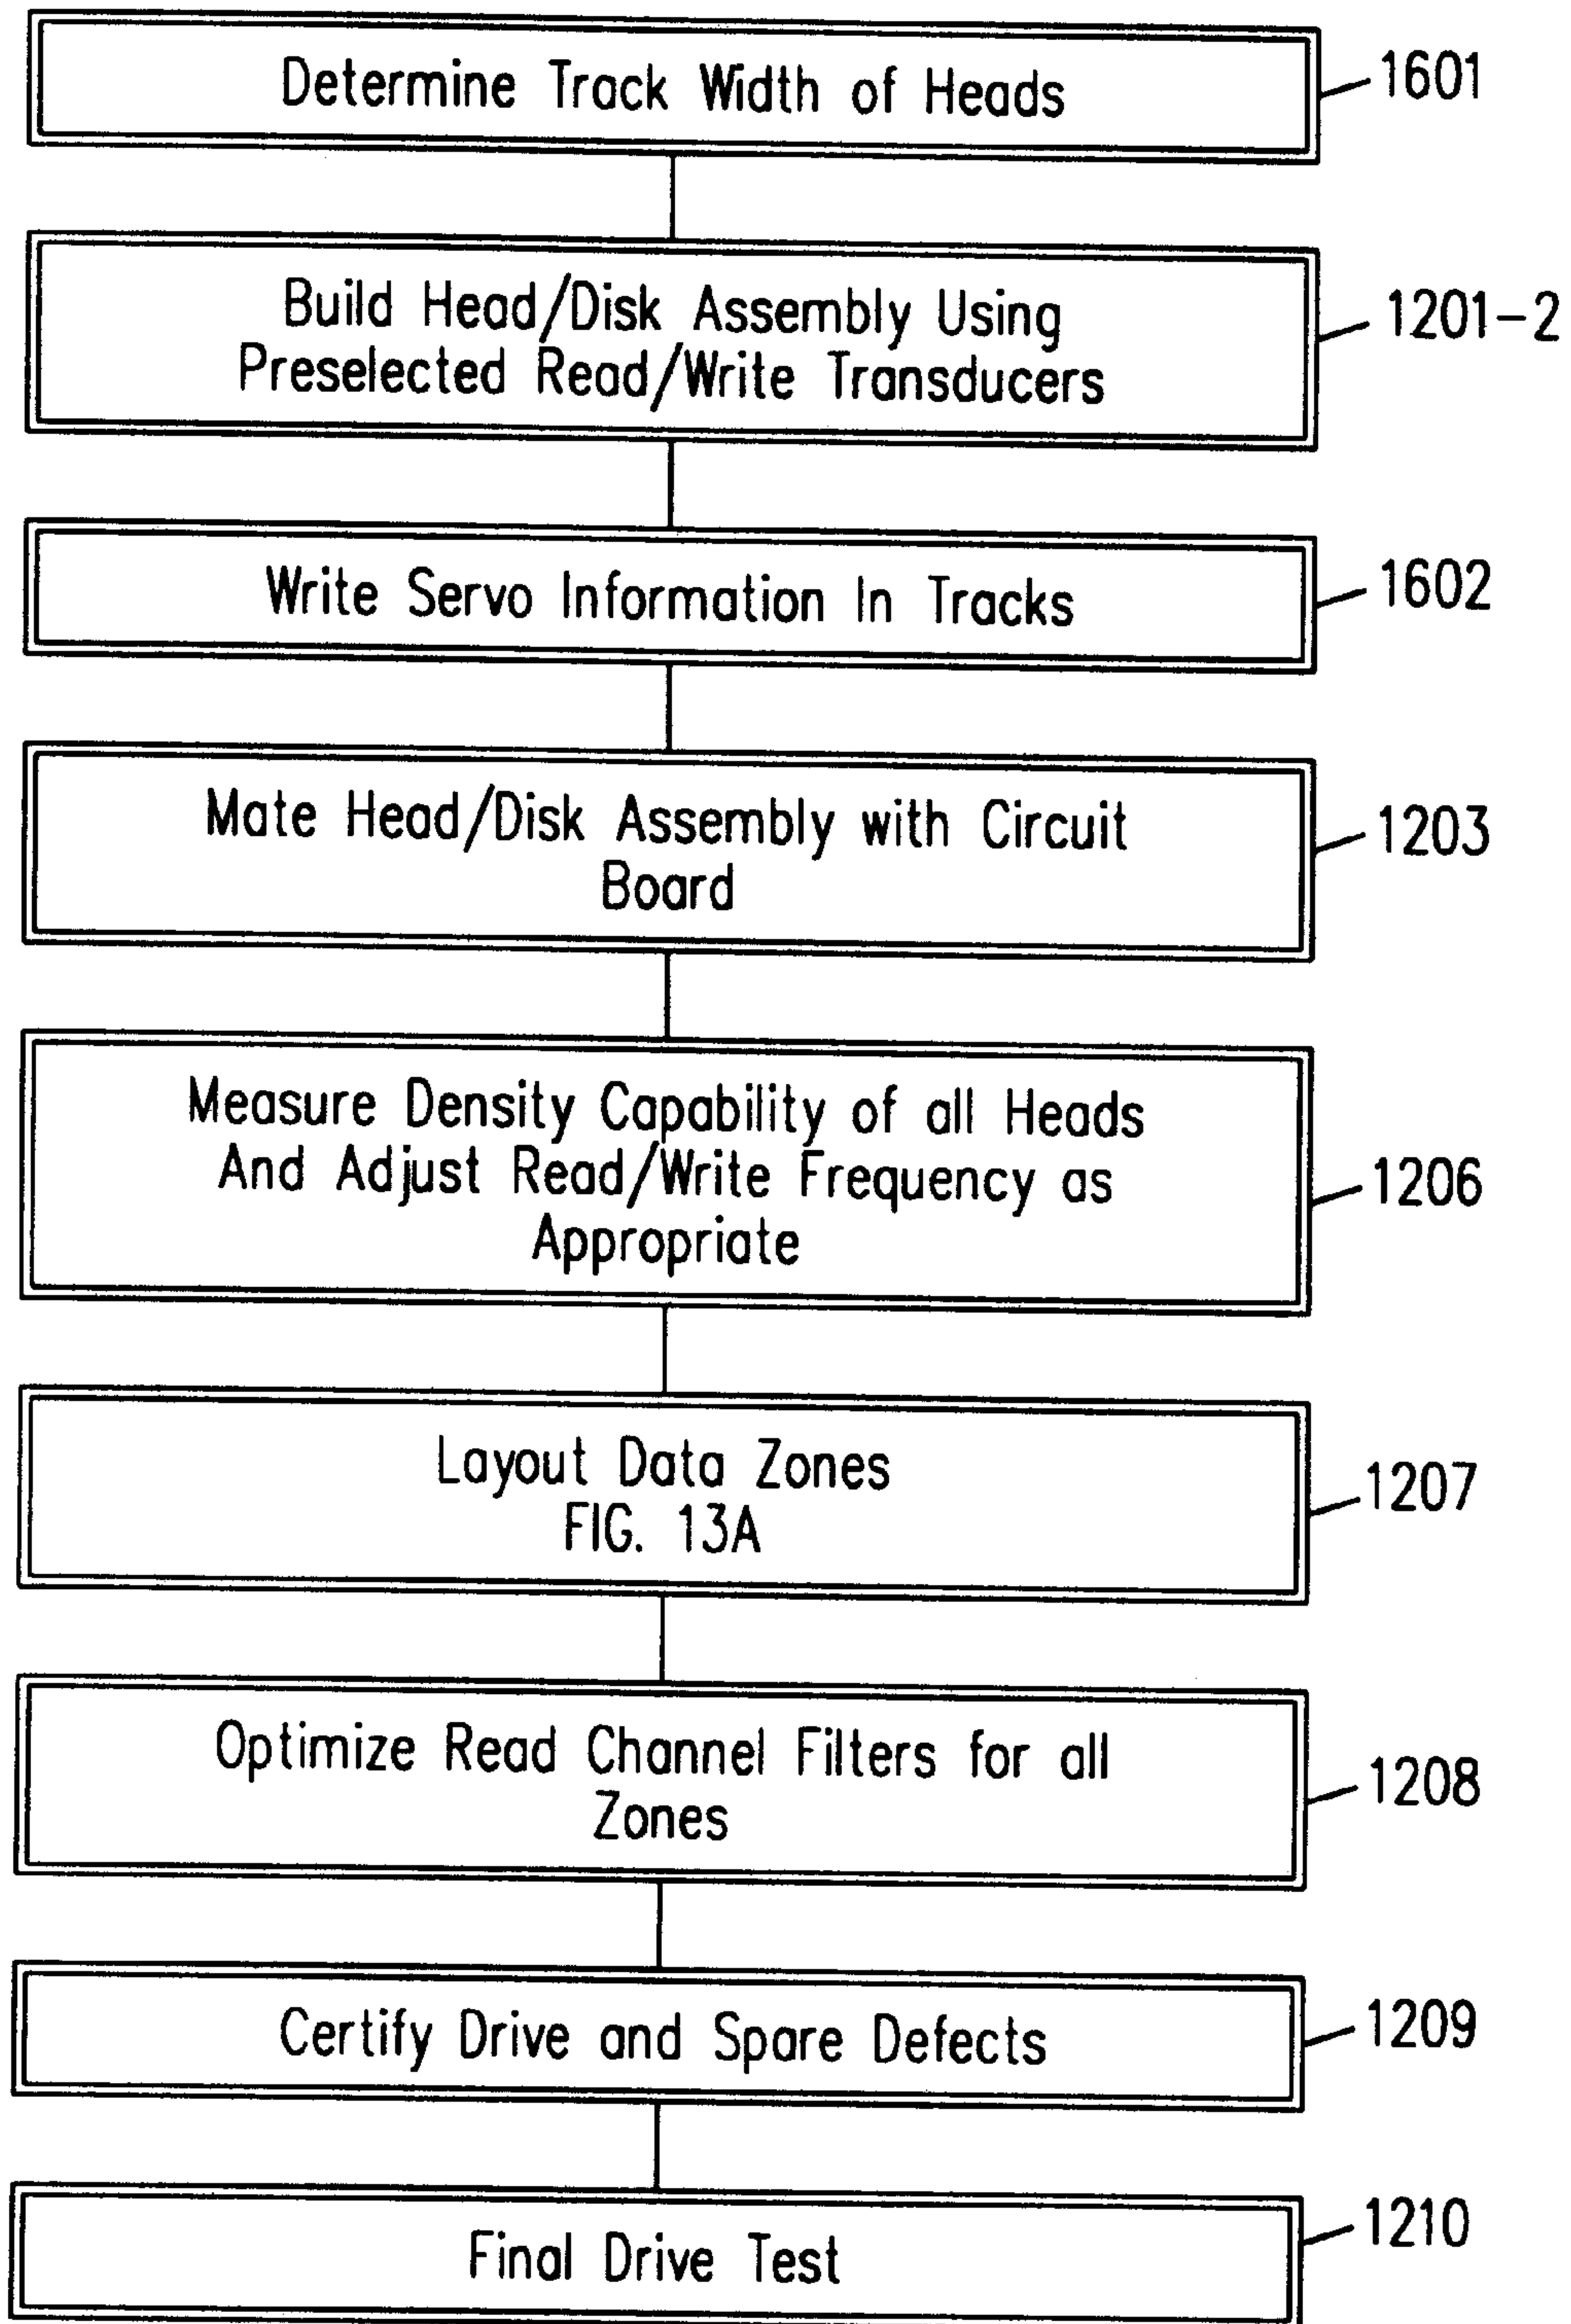 Determine Track Width of Heads
1601
Build Head/Disk Assembly Using
Preselected Read/Write Transducers
1201-2
Write Servo Information In Tracks
1602
Mate Head/Disk Assembly with Circuit
Board
1203
Measure Density Capability of all Heads
And Adjust Read/Write Frequency as
Appropriate
1206
Layout Data Zones
FIG. 13A
1207
Optimize Read Channel Filters for all
Zones
1208
Certify Drive and Spare Defects
1209
Final Drive Test
1210